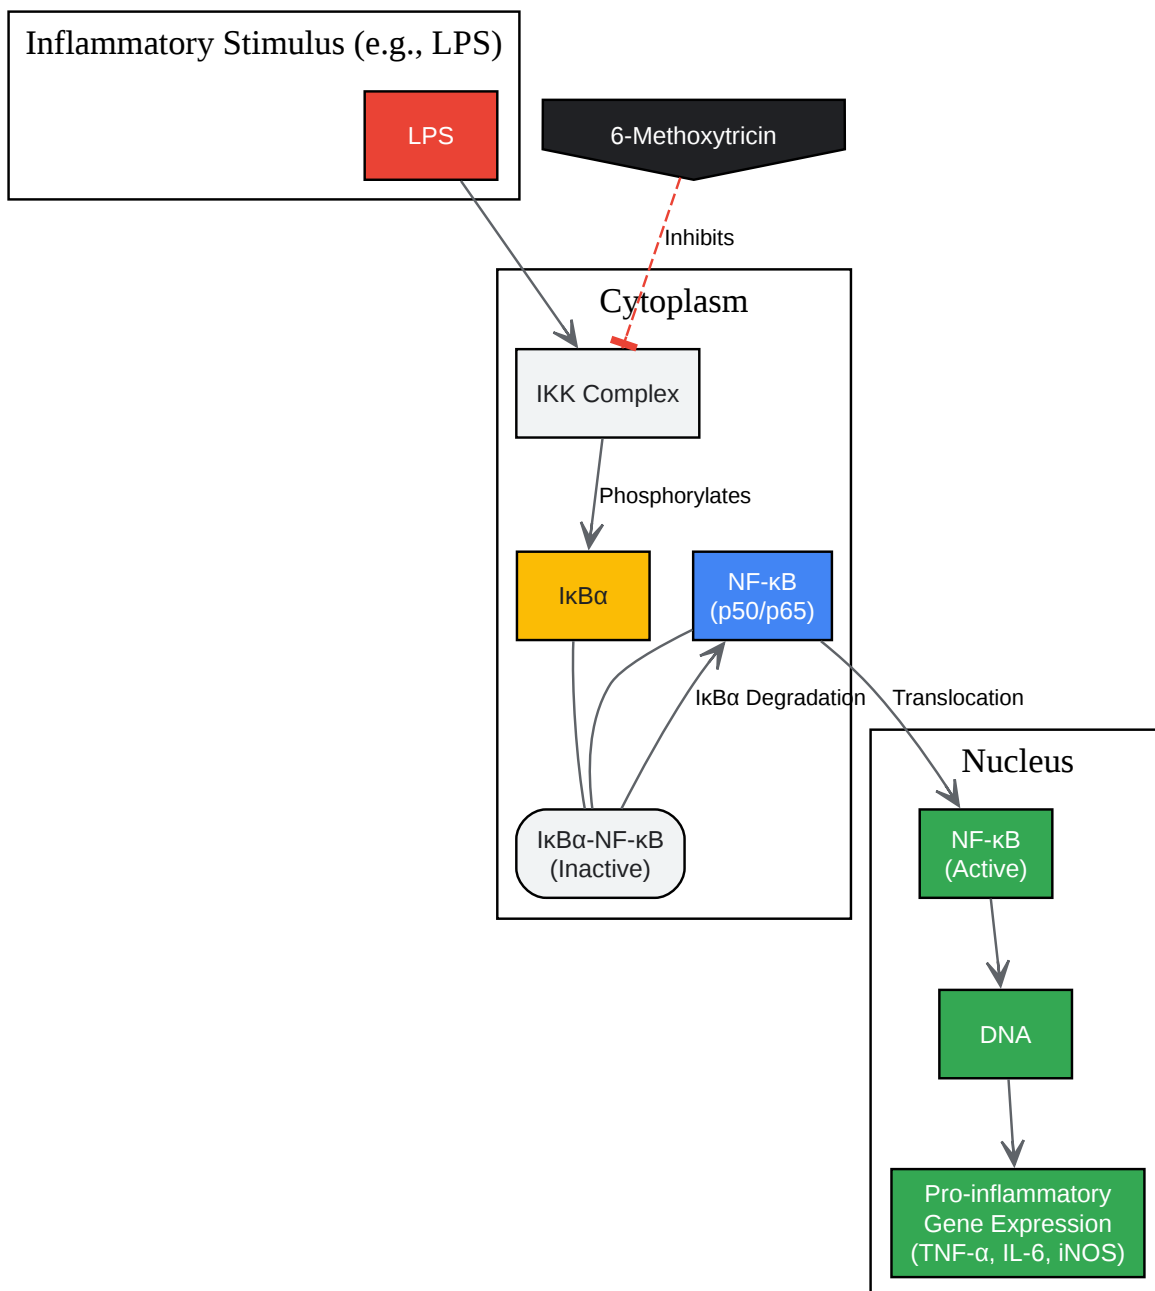 Inflammatory Stimulus (e.g., LPS)
LPS
6-Methoxytricin
Inhibits
Cytoplasm
IKK Complex
Phosphorylates
IκBα
NF-κB
(p50/p65)
IκBα Degradation
Translocation
Nucleus
IκBα-NF-κB
(Inactive)
NF-κB
(Active)
DNA
Pro-inflammatory
Gene Expression
(TNF-α, IL-6, iNOS)